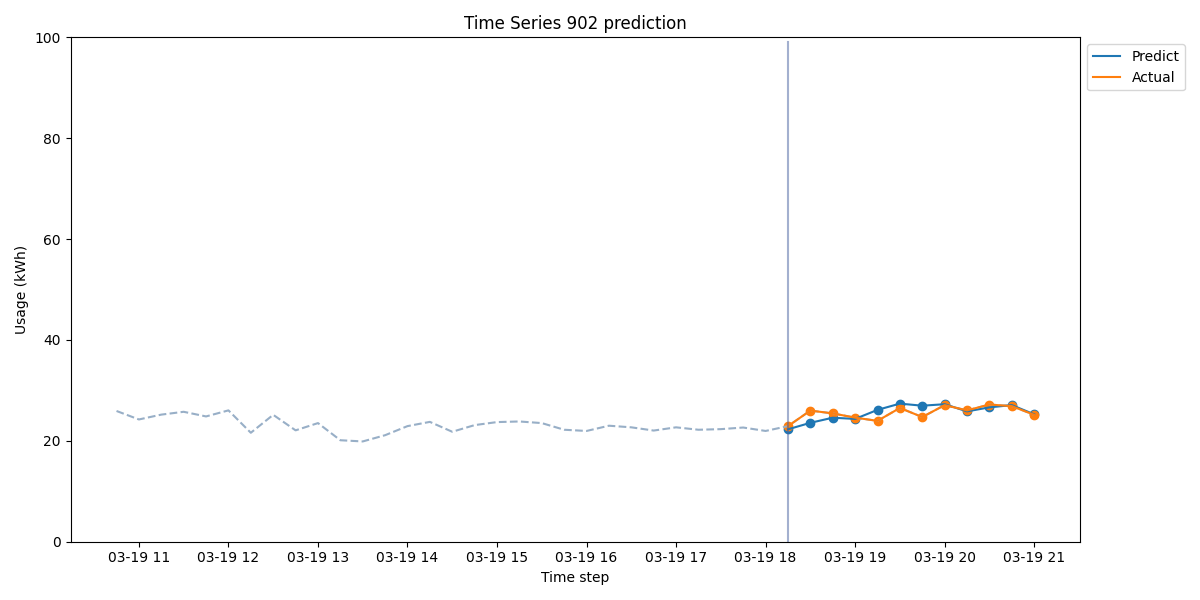 Time Series 902 prediction
100
80
60
40
20
0
Usage (kWh)
03-19 11 03-19 12 03-19 13 03-19 14 03-19 15 03-19 16 03-19 17 03-19 18 03-19 19 03-19 20 03-19 21
Time step
Predict
Actual